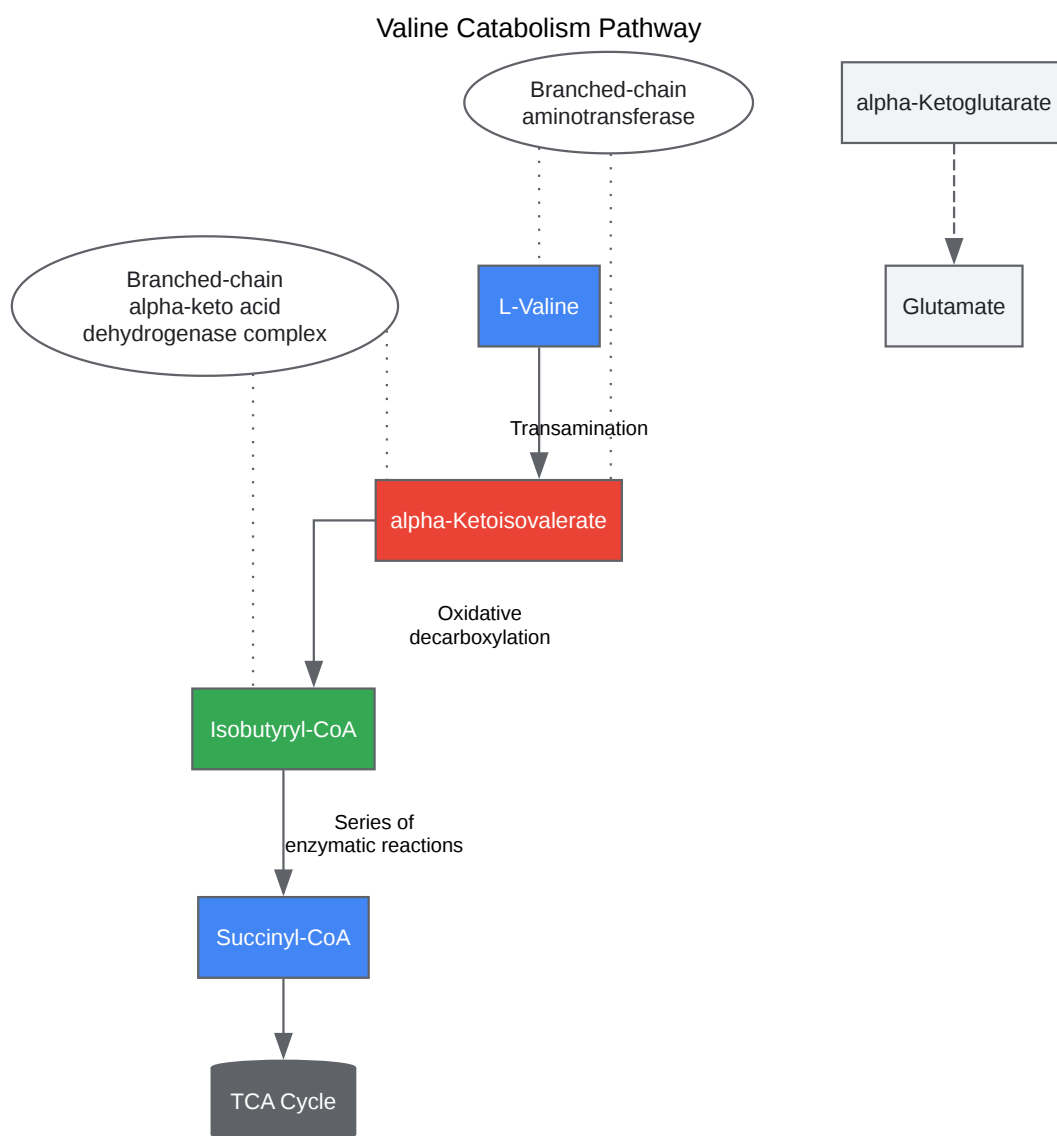 Valine Catabolism Pathway
Branched-chain
aminotransferase
alpha-Ketoglutarate
Branched-chain
alpha-keto acid
dehydrogenase complex
L-Valine
Glutamate
Transamination
alpha-Ketoisovalerate
Oxidative
decarboxylation
Isobutyryl-CoA
Series of
enzymatic reactions
Succinyl-CoA
TCA Cycle